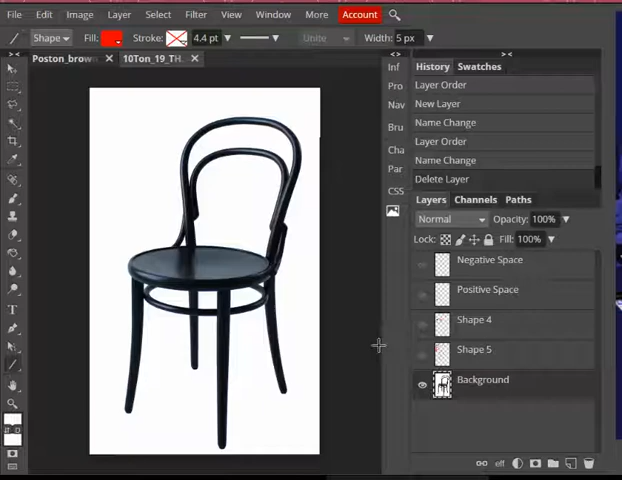 File Edit Image Layer Select Filter View Window More Account
Shape Fill: Stroke: 4.4 pt Unite Width: 5 px
Poston_brown 10Ton_19_TH.
Inf
Pro
Nav
Bru
Cha
Par
CSS
History Swatches
Layer Order
New Layer
Name Change
Layer Order
Name Change
Delete Layer
Layers Channels Paths
Normal Opacity: 100%
Lock: Fill: 100%
Negative Space
Positive Space
Shape 4
Shape 5
Background
eff
T
D